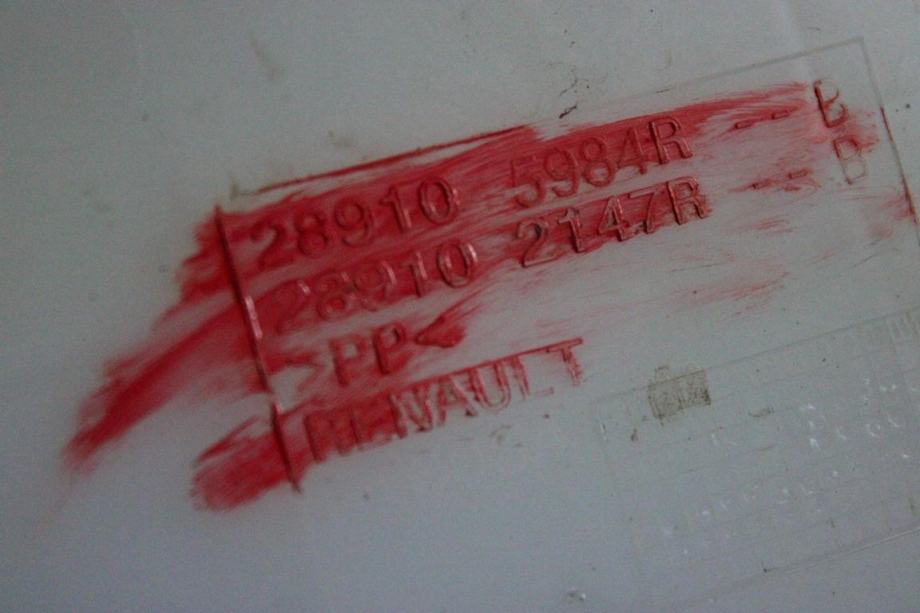 28910 5984R --B
28910 2147R --B
>PP<
RENAULT